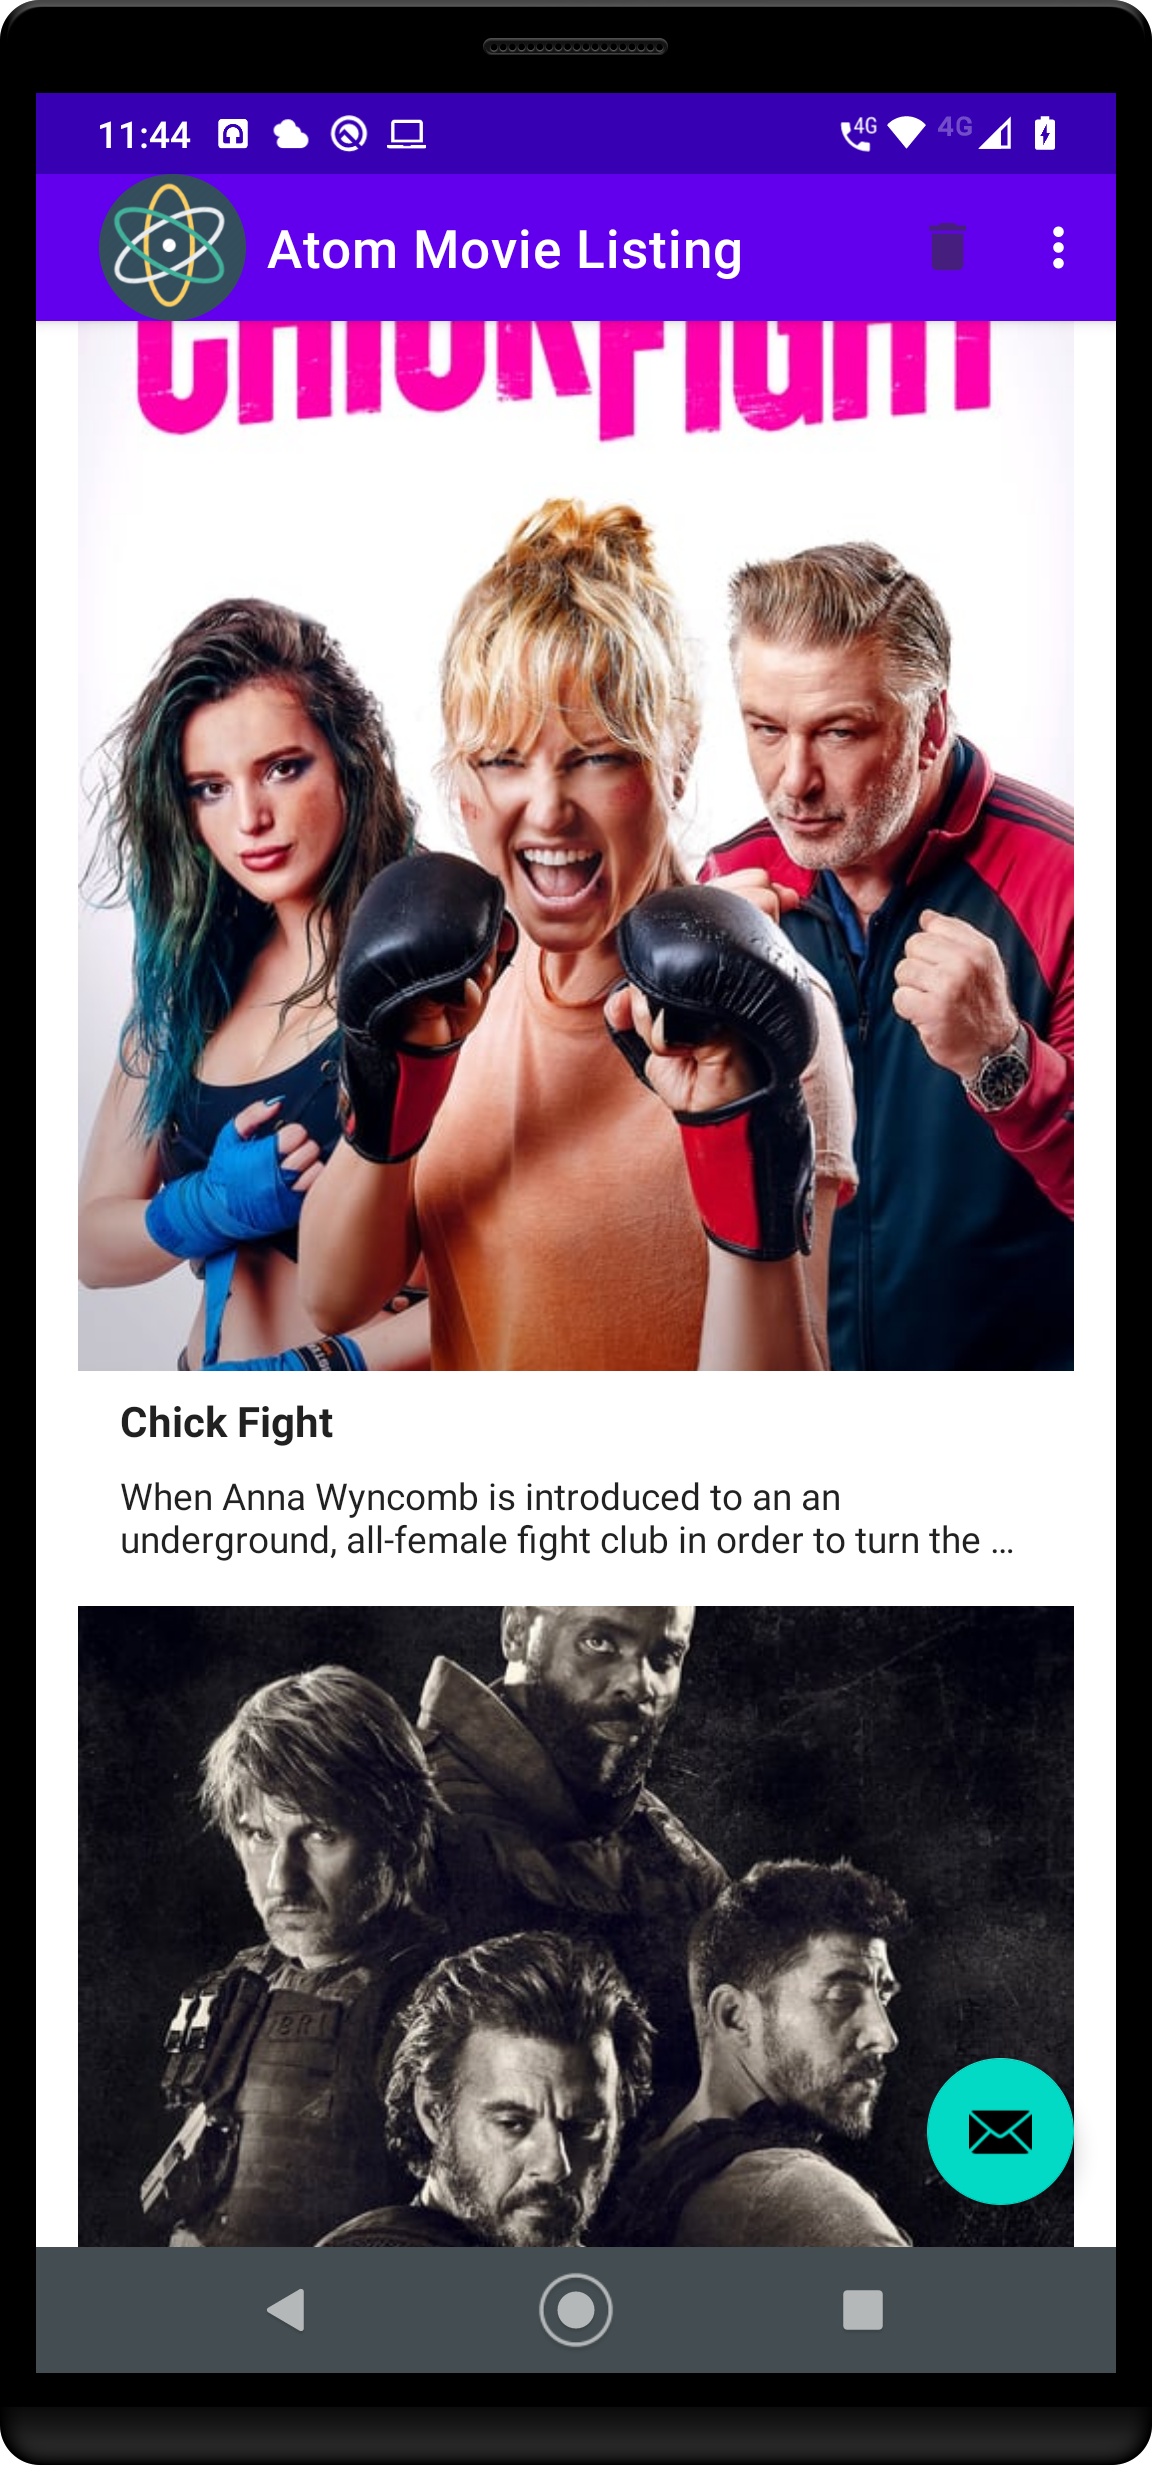 11:44
4G
4G
Atom Movie Listing
CHICKFIGHT
Chick Fight
When Anna Wyncomb is introduced to an an
underground, all-female fight club in order to turn the ...
BRI